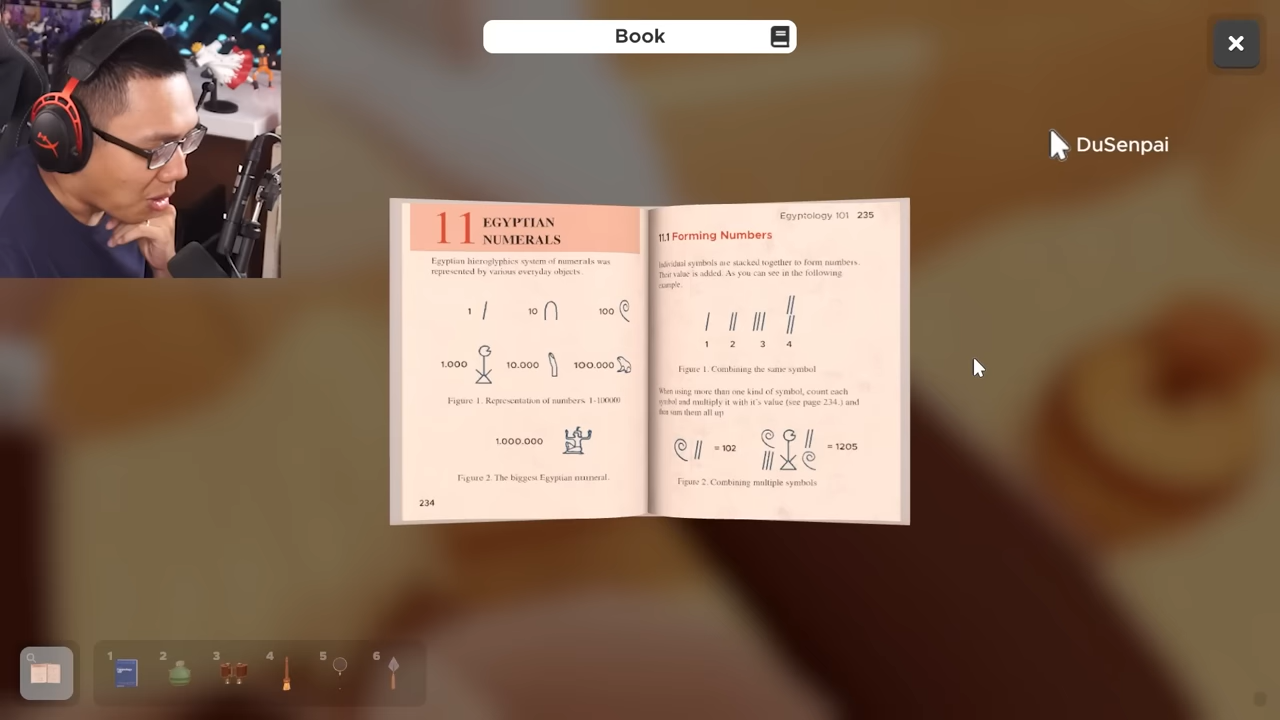 Book
DuSenpai
11 EGYPTIAN
NUMERALS
Egyptian hieroglyphics system of numerals was
represented by various everyday objects.
1 10 100
1.000 10.000 100.000
Figure 1. Representation of numbers. 1-100000
1.000.000
Figure 2. The biggest Egyptian numeral.
234
Egyptology 101 235
11.1 Forming Numbers
Individual symbols are stacked together to form numbers.
Their value is added. As you can see in the following
example.
1 2 3 4
Figure 1. Combining the same symbol
When using more than one kind of symbol, count each
symbol and multiply it with it's value (see page 234.) and
then sum them all up
= 102 = 1205
Figure 2. Combining multiple symbols
1 2 3 4 5 6